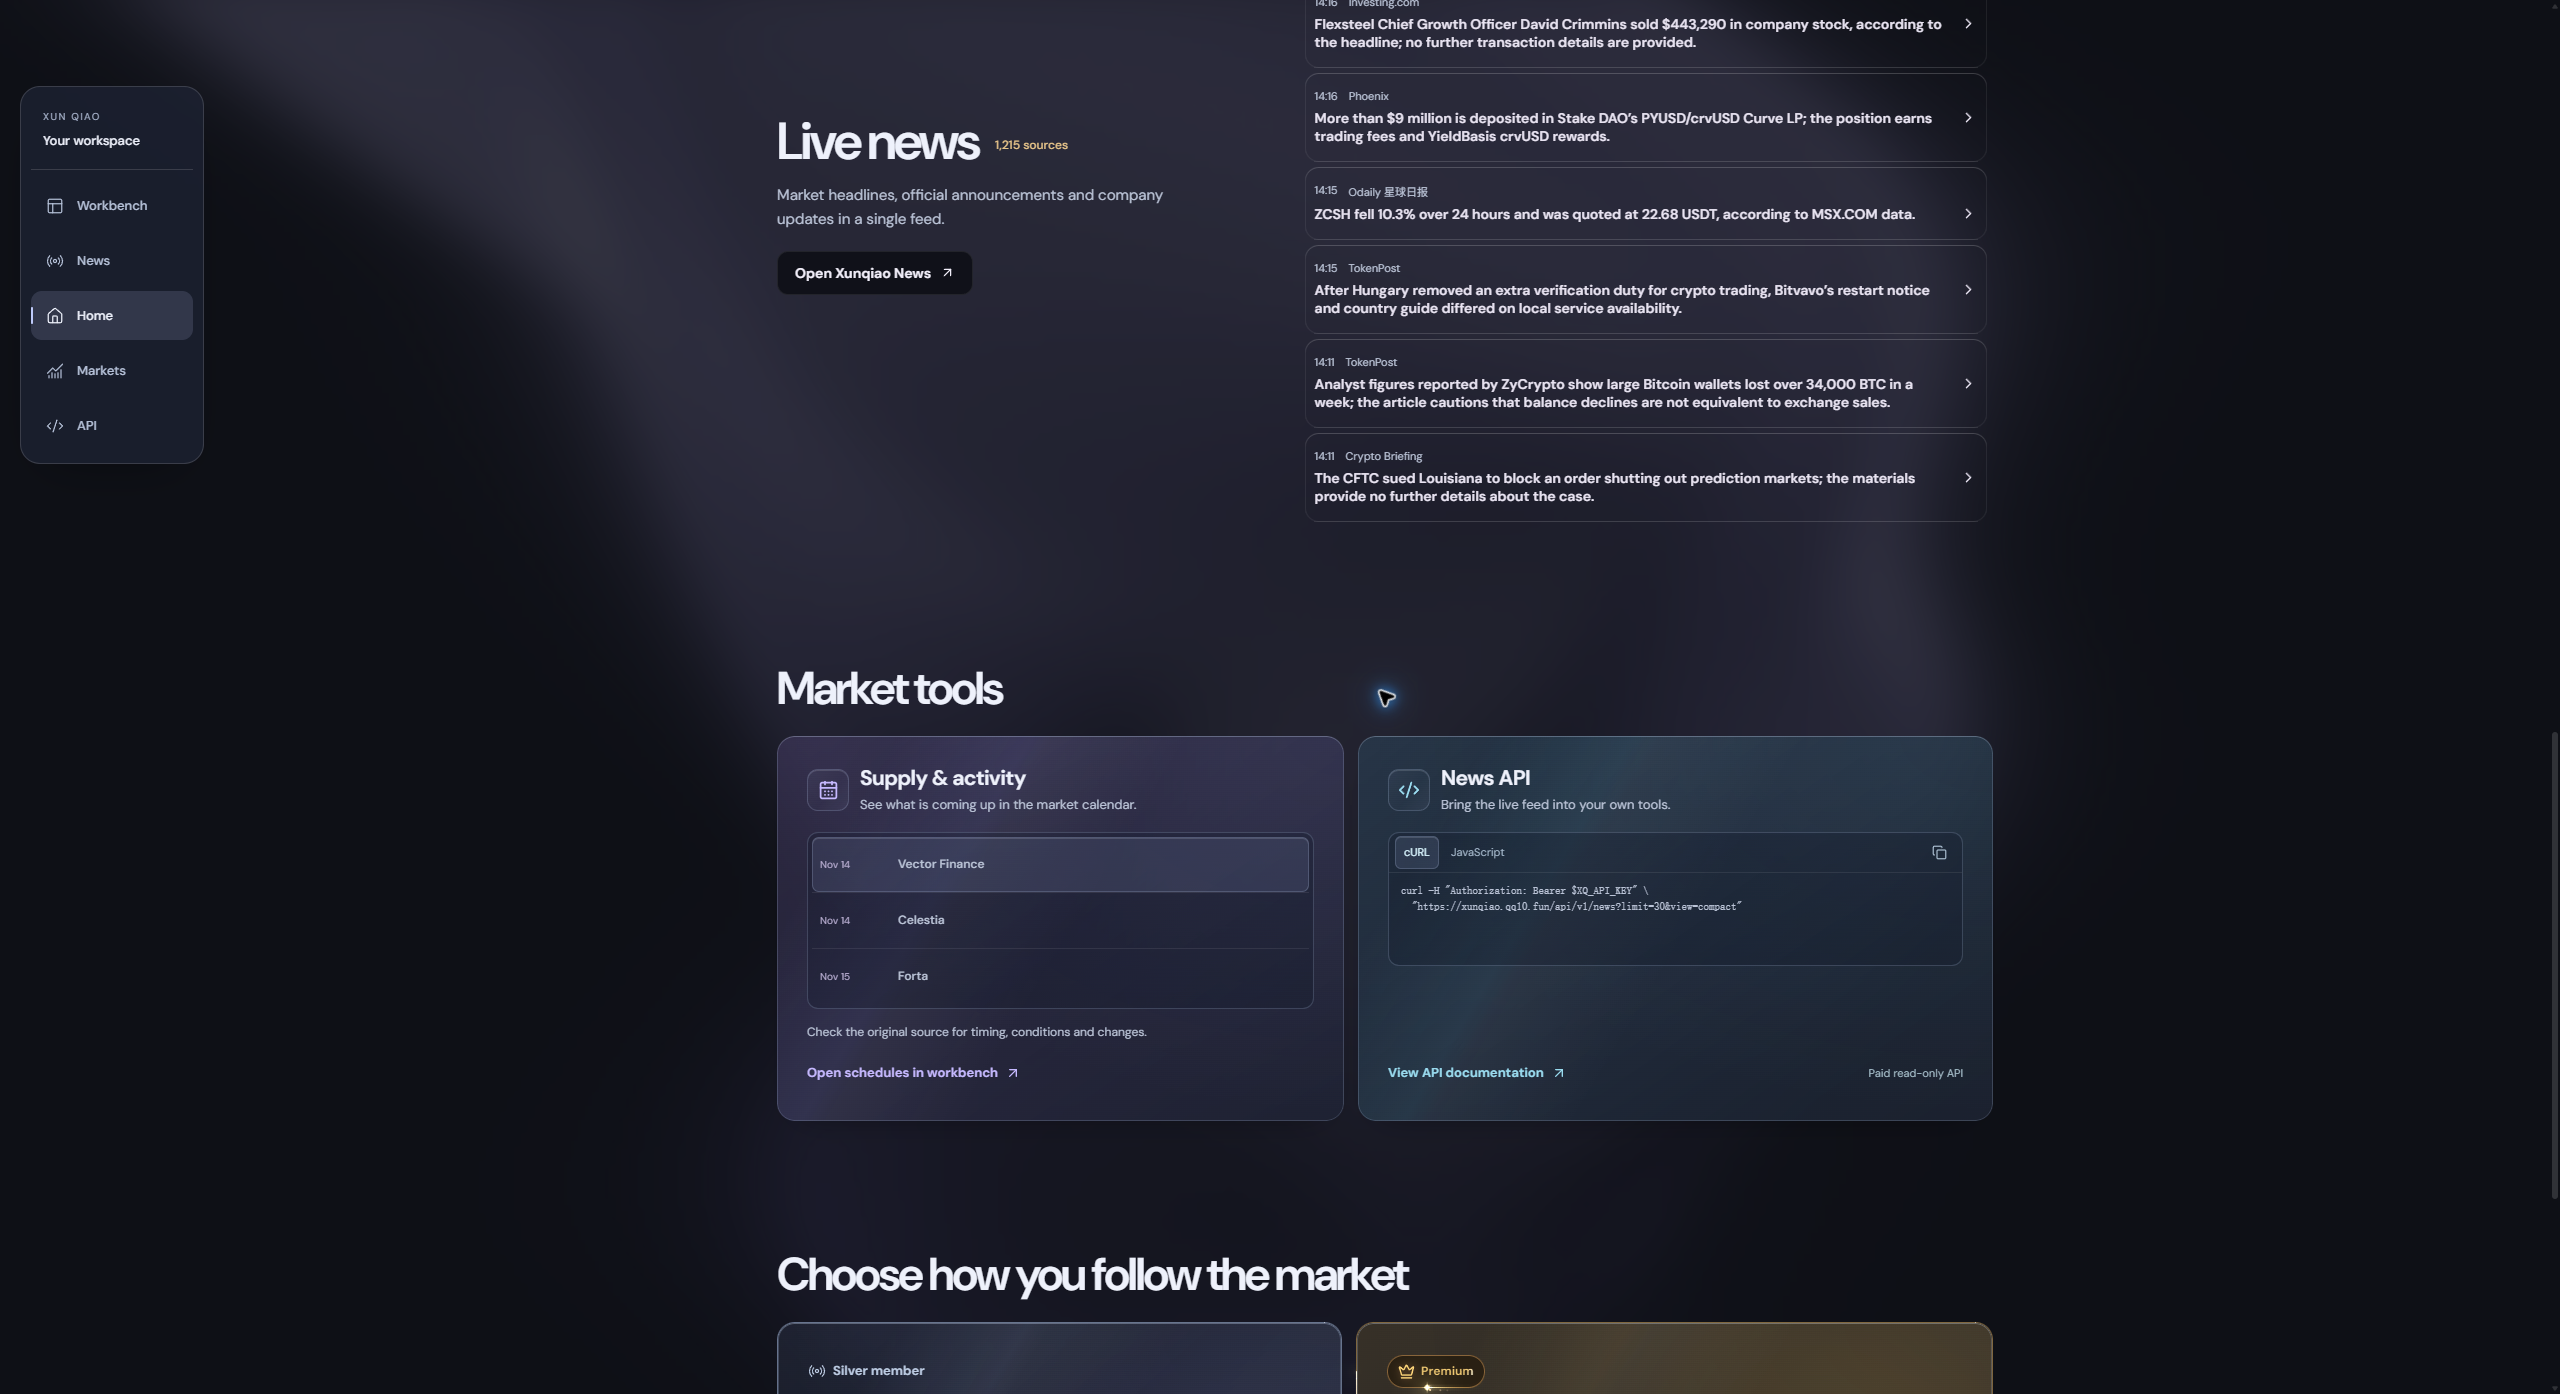 XUN QIAO
Your workspace
Workbench
News
Home
Markets
API
Live news 1,215 sources
Market headlines, official announcements and company
updates in a single feed.
Open Xunqiao News
14:16 Investing.com
Flexsteel Chief Growth Officer David Crimmins sold $443,290 in company stock, according to
the headline; no further transaction details are provided.
14:16 Phoenix
More than $9 million is deposited in Stake DAO’s PYUSD/crvUSD Curve LP; the position earns
trading fees and YieldBasis crvUSD rewards.
14:15 Odaily 星球日报
ZCSH fell 10.3% over 24 hours and was quoted at 22.68 USDT, according to MSX.COM data.
14:15 TokenPost
After Hungary removed an extra verification duty for crypto trading, Bitvavo’s restart notice
and country guide differed on local service availability.
14:11 TokenPost
Analyst figures reported by ZyCrypto show large Bitcoin wallets lost over 34,000 BTC in a
week; the article cautions that balance declines are not equivalent to exchange sales.
14:11 Crypto Briefing
The CFTC sued Louisiana to block an order shutting out prediction markets; the materials
provide no further details about the case.
Market tools
Supply & activity
See what is coming up in the market calendar.
Nov 14 Vector Finance
Nov 14 Celestia
Nov 15 Forta
Check the original source for timing, conditions and changes.
Open schedules in workbench
News API
Bring the live feed into your own tools.
cURL JavaScript
curl -H "Authorization: Bearer $XQ_API_KEY" \
"https://xunqiao.qq10.fun/api/v1/news?limit=30&view=compact"
View API documentation
Paid read-only API
Choose how you follow the market
Silver member
Premium